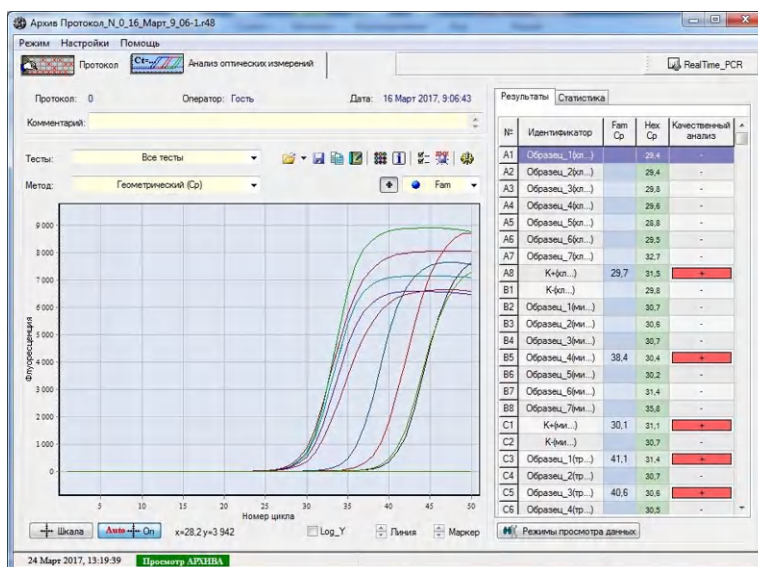 Архив Протокол_N_0_16_Март_9_06-1.r48
Режим Настройки Помощь
Протокол Ct=... Анализ оптических измерений RealTime_PCR
Протокол: 0 Оператор: Гость Дата: 16 Март 2017, 9:06:43
Комментарий:
Тесты: Все тесты
Метод: Геометрический (Cp) Fam
Флуоресценция
9 000
8 000
7 000
6 000
5 000
4 000
3 000
2 000
1 000
0
5 10 15 20 25 30 35 40 45 50
Номер цикла
Шкала Auto On x=28,2 y=3 942 Log_Y Линия Маркер
Результаты Статистика
№ Идентификатор Fam Cp Hex Cp Качественный анализ
A1 Образец_1(хл...) 29,4 -
A2 Образец_2(хл...) 29,4 -
A3 Образец_3(хл...) 29,8 -
A4 Образец_4(хл...) 29,6 -
A5 Образец_5(хл...) 28,8 -
A6 Образец_6(хл...) 29,5 -
A7 Образец_7(хл...) 32,7 -
A8 K+(хл...) 29,7 31,5 +
B1 K-(хл...) 29,8 -
B2 Образец_1(ми...) 30,7 -
B3 Образец_2(ми...) 30,6 -
B4 Образец_3(ми...) 30,7 -
B5 Образец_4(ми...) 38,4 30,4 +
B6 Образец_5(ми...) 30,2 -
B7 Образец_6(ми...) 31,4 -
B8 Образец_7(ми...) 35,8 -
C1 K+(ми...) 30,1 31,1 +
C2 K-(ми...) 30,7 -
C3 Образец_1(тр...) 41,1 31,4 +
C4 Образец_2(тр...) 30,7 -
C5 Образец_3(тр...) 40,6 30,6 +
C6 Образец_4(тр...) 30,5 -
Режимы просмотра данных
24 Март 2017, 13:19:39 Просмотр АРХИВА